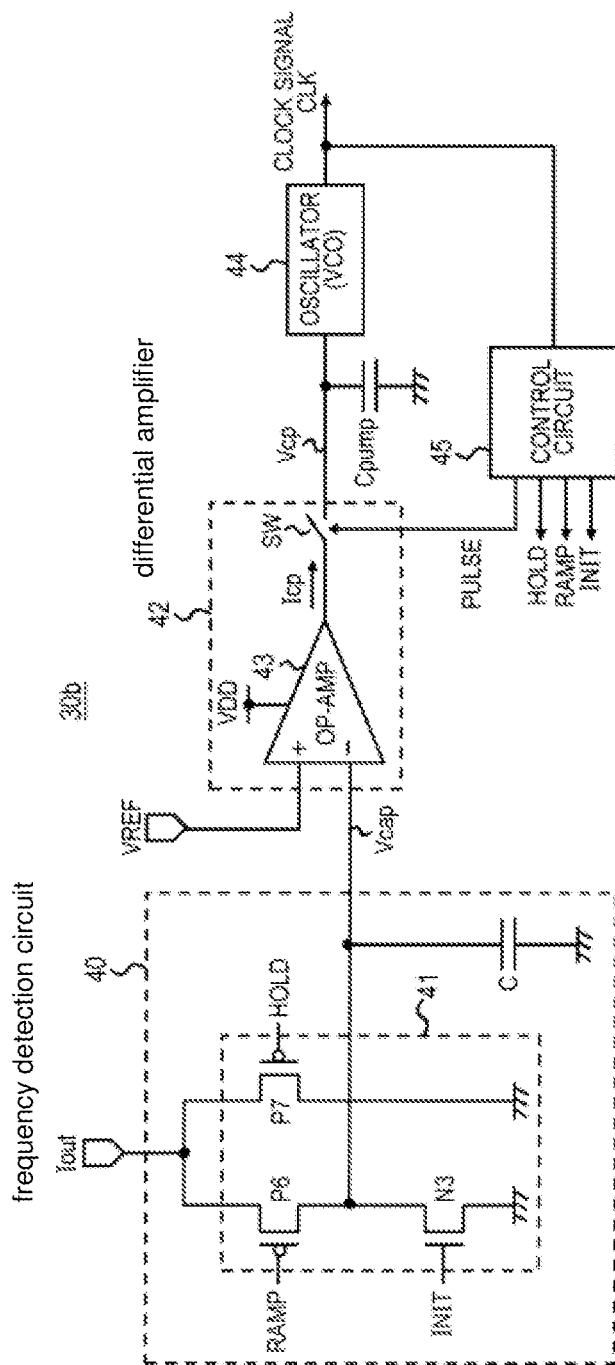 frequency detection circuit
30b
differential amplifier
Iout
40
VREF
42
VDD
43
OP-AMP
+
-
SW
Icp
Vcp
Cpump
44
OSCILLATOR
(VCO)
CLOCK SIGNAL
CLK
RAMP
P6
P7
HOLD
41
INIT
N3
C
Vcap
PULSE
45
CONTROL
CIRCUIT
HOLD
RAMP
INIT